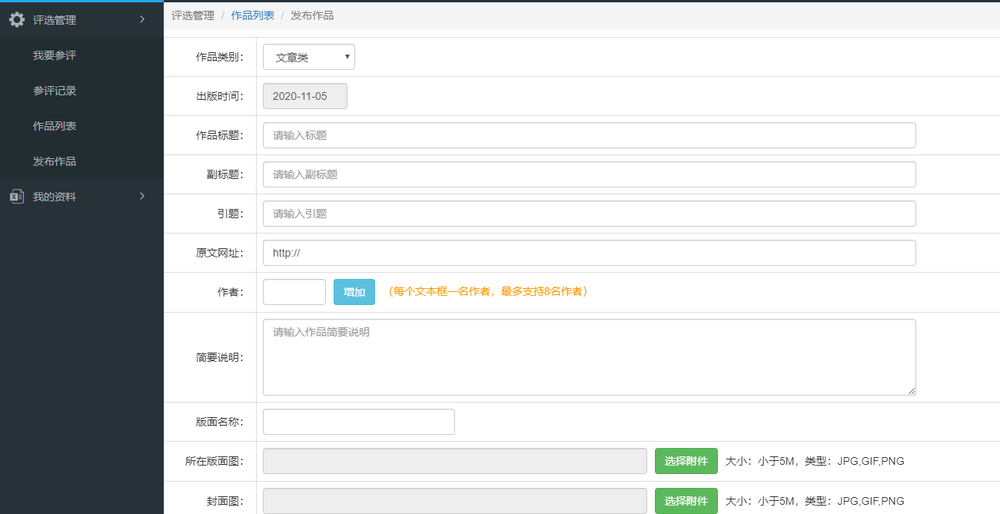 评选管理
我要参评
参评记录
作品列表
发布作品
我的资料
评选管理 / 作品列表 / 发布作品
作品类别： 文章类
出版时间： 2020-11-05
作品标题： 请输入标题
副标题： 请输入副标题
引题： 请输入引题
原文网址： http://
作者： 增加 （每个文本框一名作者，最多支持8名作者）
简要说明： 请输入作品简要说明
版面名称：
所在版面图： 选择附件 大小：小于5M，类型：JPG,GIF,PNG
封面图： 选择附件 大小：小于5M，类型：JPG,GIF,PNG